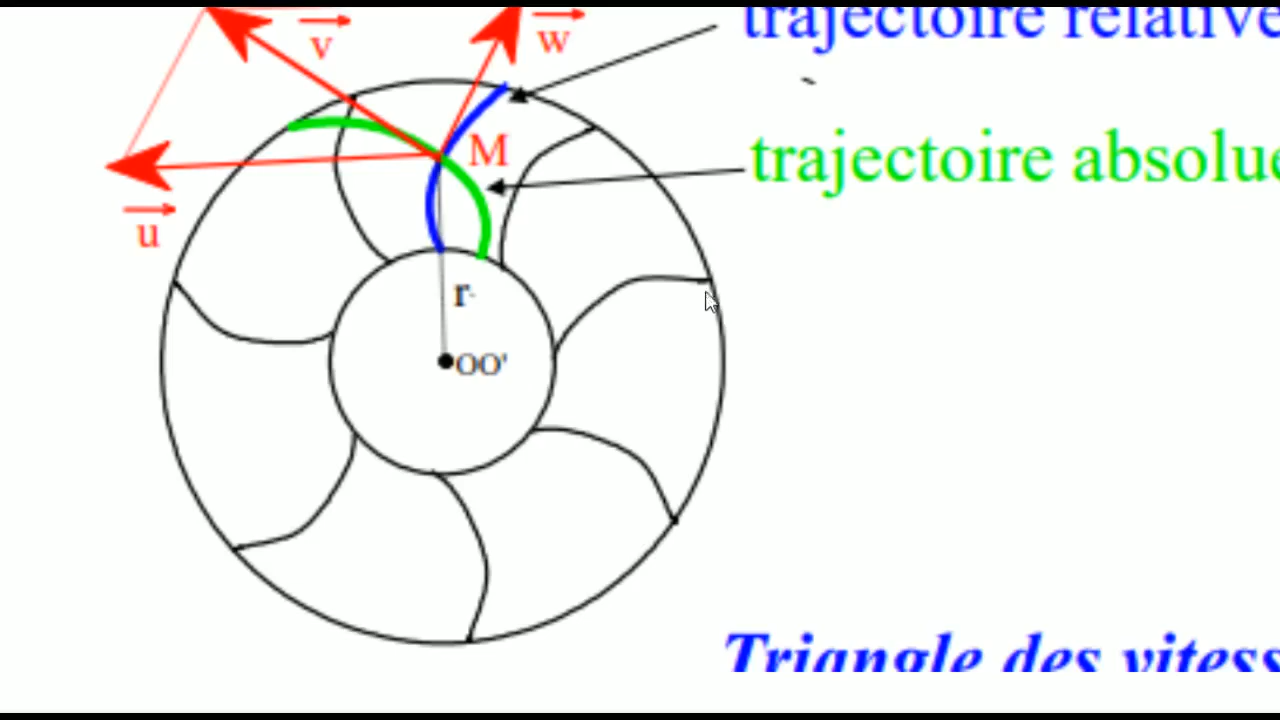 v
w
trajectoire relative
M
trajectoire absolue
u
r
OO'
Triangle des vitess